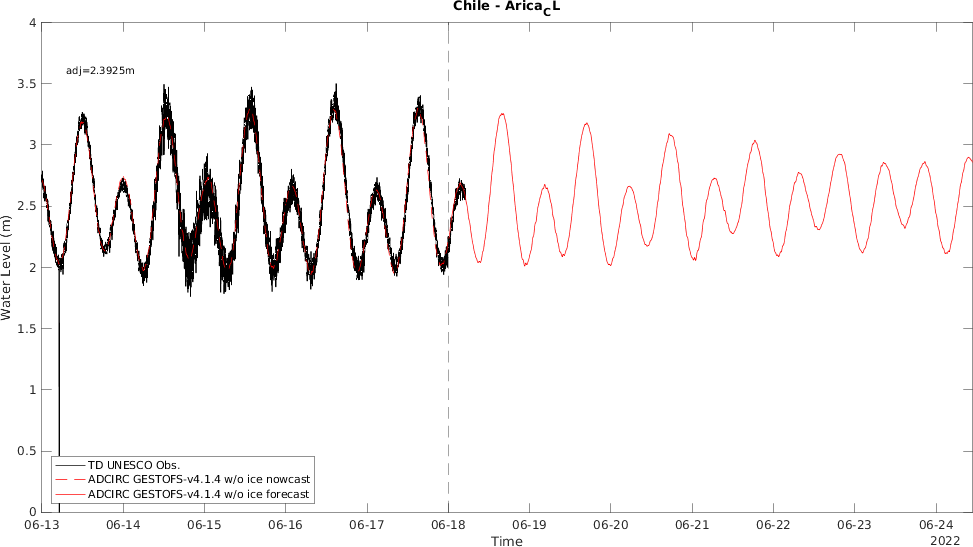 Chile - Arica_CL
adj=2.3925m
Water Level (m)
4
3.5
3
2.5
2
1.5
1
0.5
0
TD UNESCO Obs.
ADCIRC GESTOFS-v4.1.4 w/o ice nowcast
ADCIRC GESTOFS-v4.1.4 w/o ice forecast
06-13 06-14 06-15 06-16 06-17 06-18 06-19 06-20 06-21 06-22 06-23 06-24
Time
2022